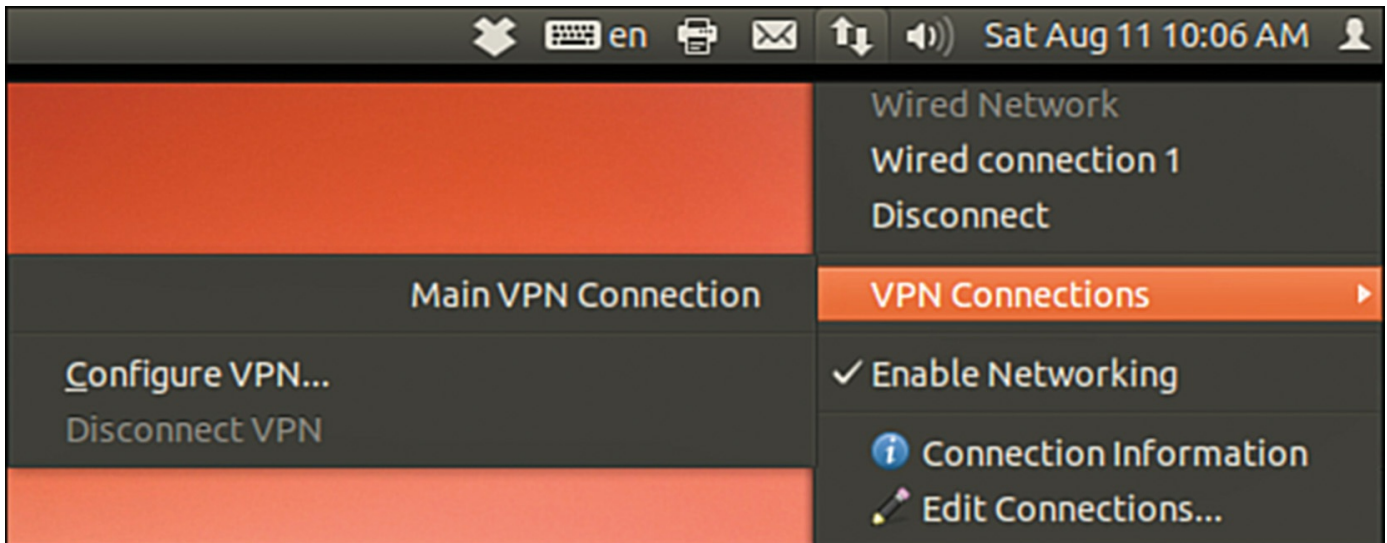 en Sat Aug 11 10:06 AM
Wired Network
Wired connection 1
Disconnect
VPN Connections
Main VPN Connection
Configure VPN...
Disconnect VPN
Enable Networking
Connection Information
Edit Connections...